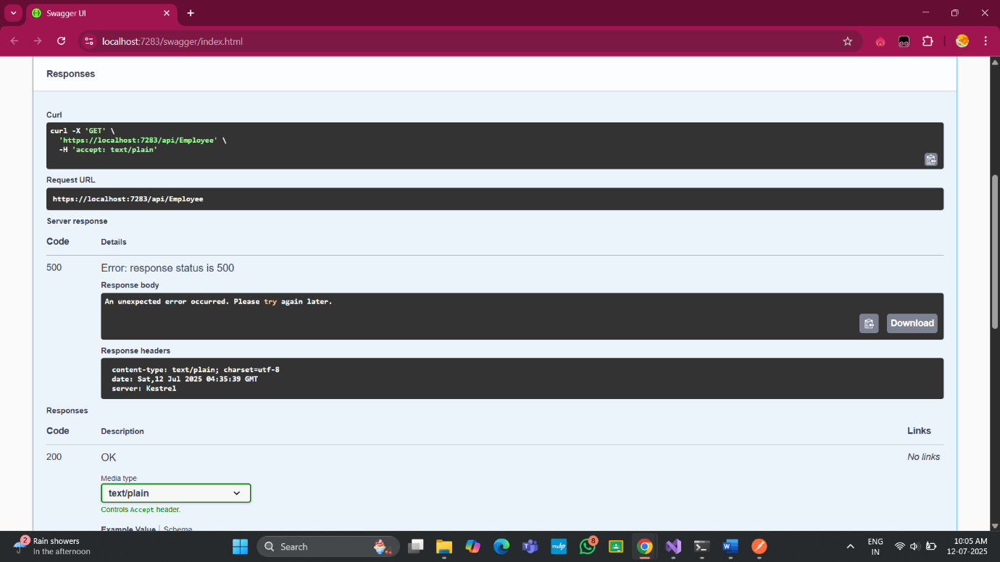 Swagger UI
localhost:7283/swagger/index.html
Responses
Curl
curl -X 'GET' \
'https://localhost:7283/api/Employee' \
-H 'accept: text/plain'
Request URL
https://localhost:7283/api/Employee
Server response
Code Details
500 Error: response status is 500
Response body
An unexpected error occurred. Please try again later.
Download
Response headers
content-type: text/plain; charset=utf-8
date: Sat,12 Jul 2025 04:35:39 GMT
server: Kestrel
Responses
Code Description Links
200 OK No links
Media type
text/plain
Controls Accept header.
Example Value Schema
2 Rain showers
In the afternoon
Search
myhp
8
W
ENG
IN
10:05 AM
12-07-2025